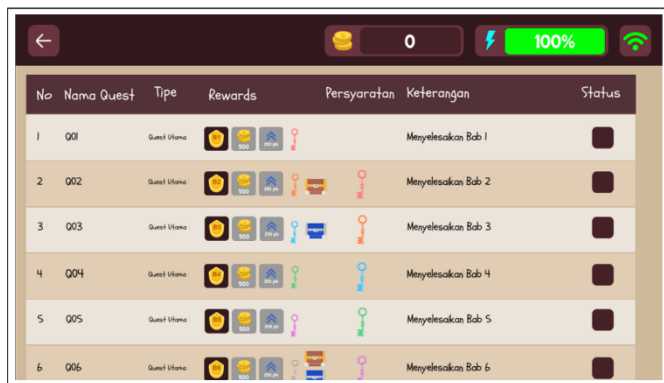 0 100%
No Nama Quest Tipe Rewards Persyaratan Keterangan Status
1 Q01 Quest Utama 500 Menyelesaikan Bab 1
2 Q02 Quest Utama 500 Menyelesaikan Bab 2
3 Q03 Quest Utama 500 Menyelesaikan Bab 3
4 Q04 Quest Utama 500 Menyelesaikan Bab 4
5 Q05 Quest Utama 500 Menyelesaikan Bab 5
6 Q06 Quest Utama 500 Menyelesaikan Bab 6